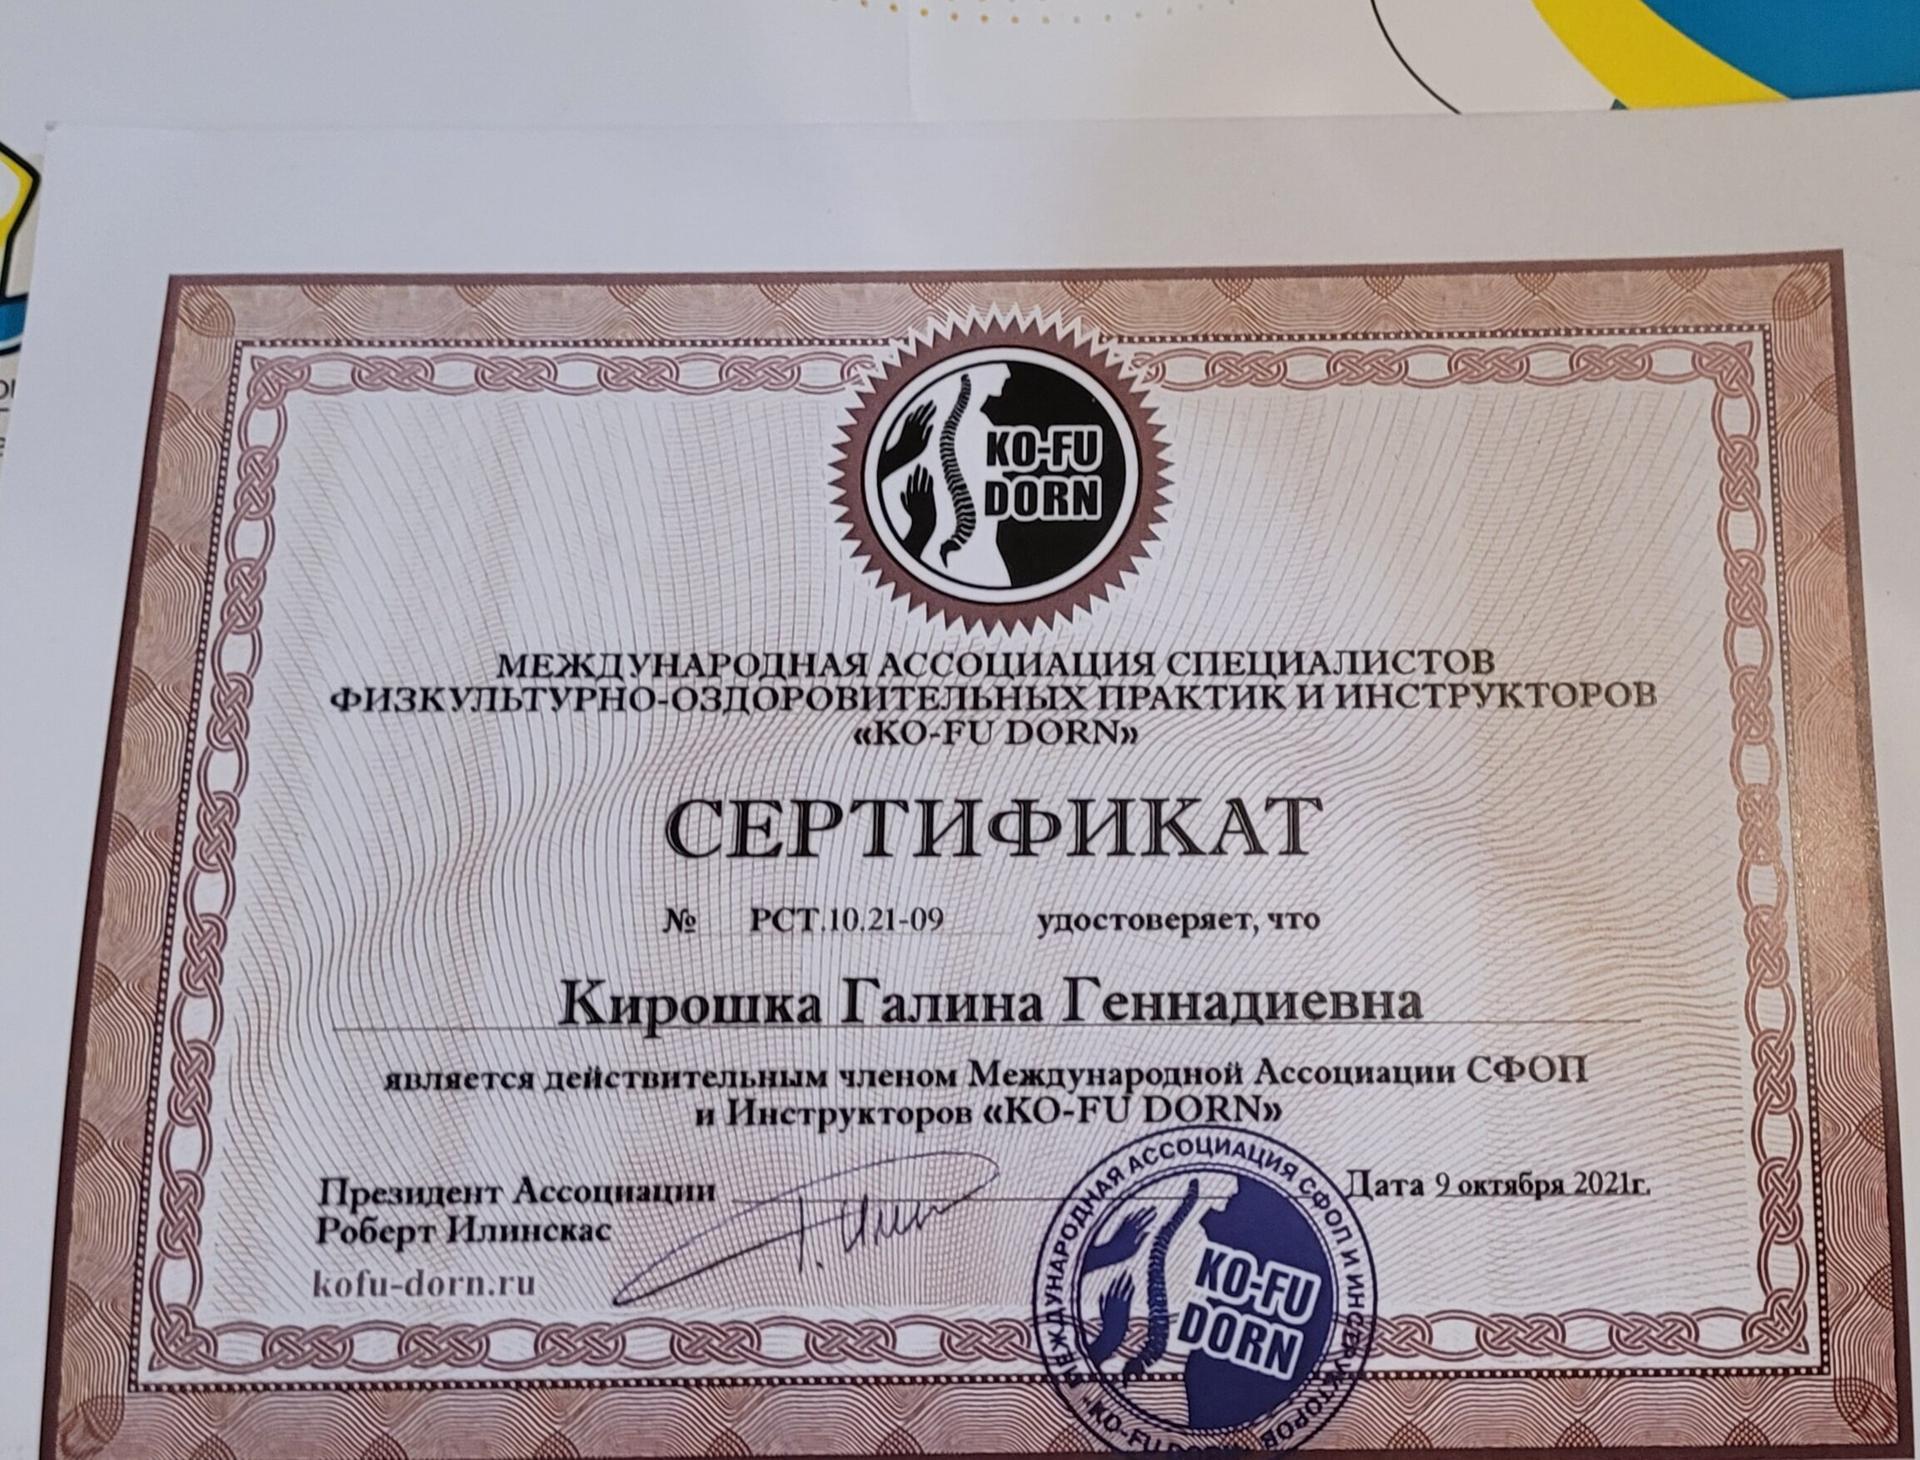 KO-FU
DORN
МЕЖДУНАРОДНАЯ АССОЦИАЦИЯ СПЕЦИАЛИСТОВ
ФИЗКУЛЬТУРНО-ОЗДОРОВИТЕЛЬНЫХ ПРАКТИК И ИНСТРУКТОРОВ
«KO-FU DORN»
СЕРТИФИКАТ
№ РСТ.10.21-09 удостоверяет, что
Кирошка Галина Геннадиевна
является действительным членом Международной Ассоциации СФОП
и Инструкторов «KO-FU DORN»
Президент Ассоциации
Дата 9 октября 2021г.
Роберт Илинскас
kofu-dorn.ru
МЕЖДУНАРОДНАЯ АССОЦИАЦИЯ СФОП И ИНСТРУКТОРОВ
KO-FU
DORN